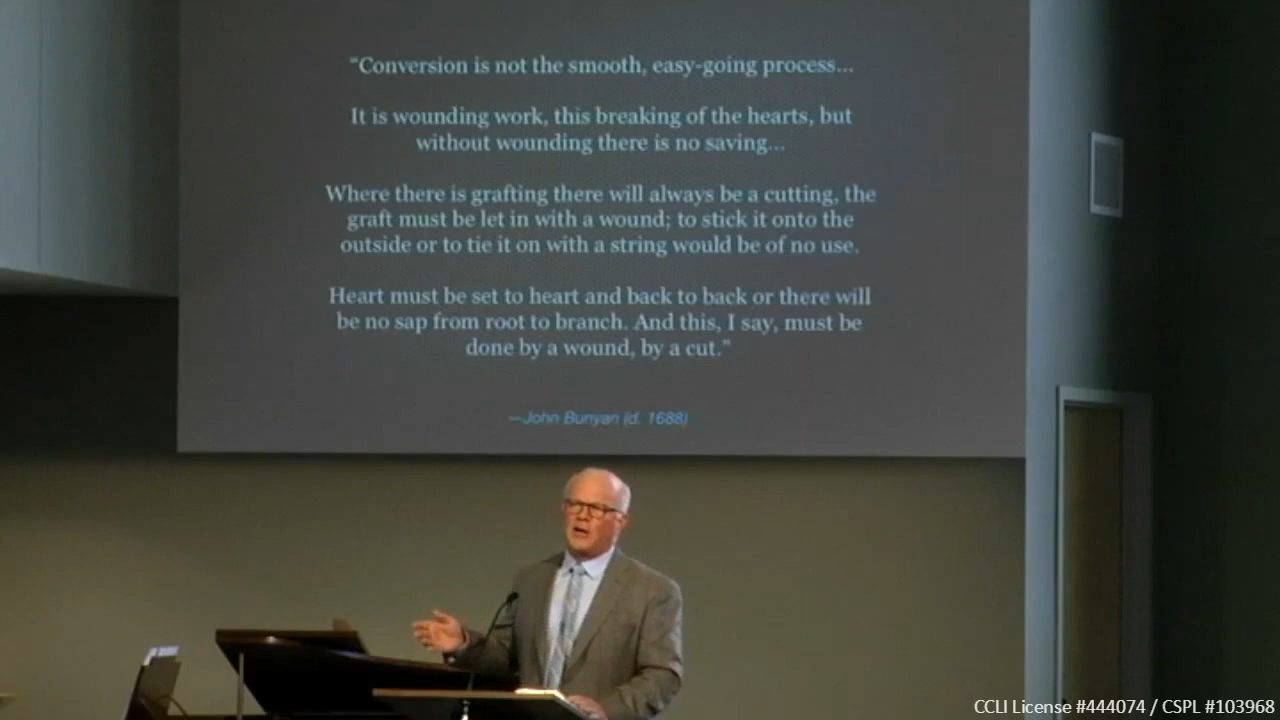 “Conversion is not the smooth, easy-going process...
It is wounding work, this breaking of the hearts, but
without wounding there is no saving...
Where there is grafting there will always be a cutting, the
graft must be let in with a wound; to stick it onto the
outside or to tie it on with a string would be of no use.
Heart must be set to heart and back to back or there will
be no sap from root to branch. And this, I say, must be
done by a wound, by a cut.”
—John Bunyan (d. 1688)
CCLI License #444074 / CSPL #103968